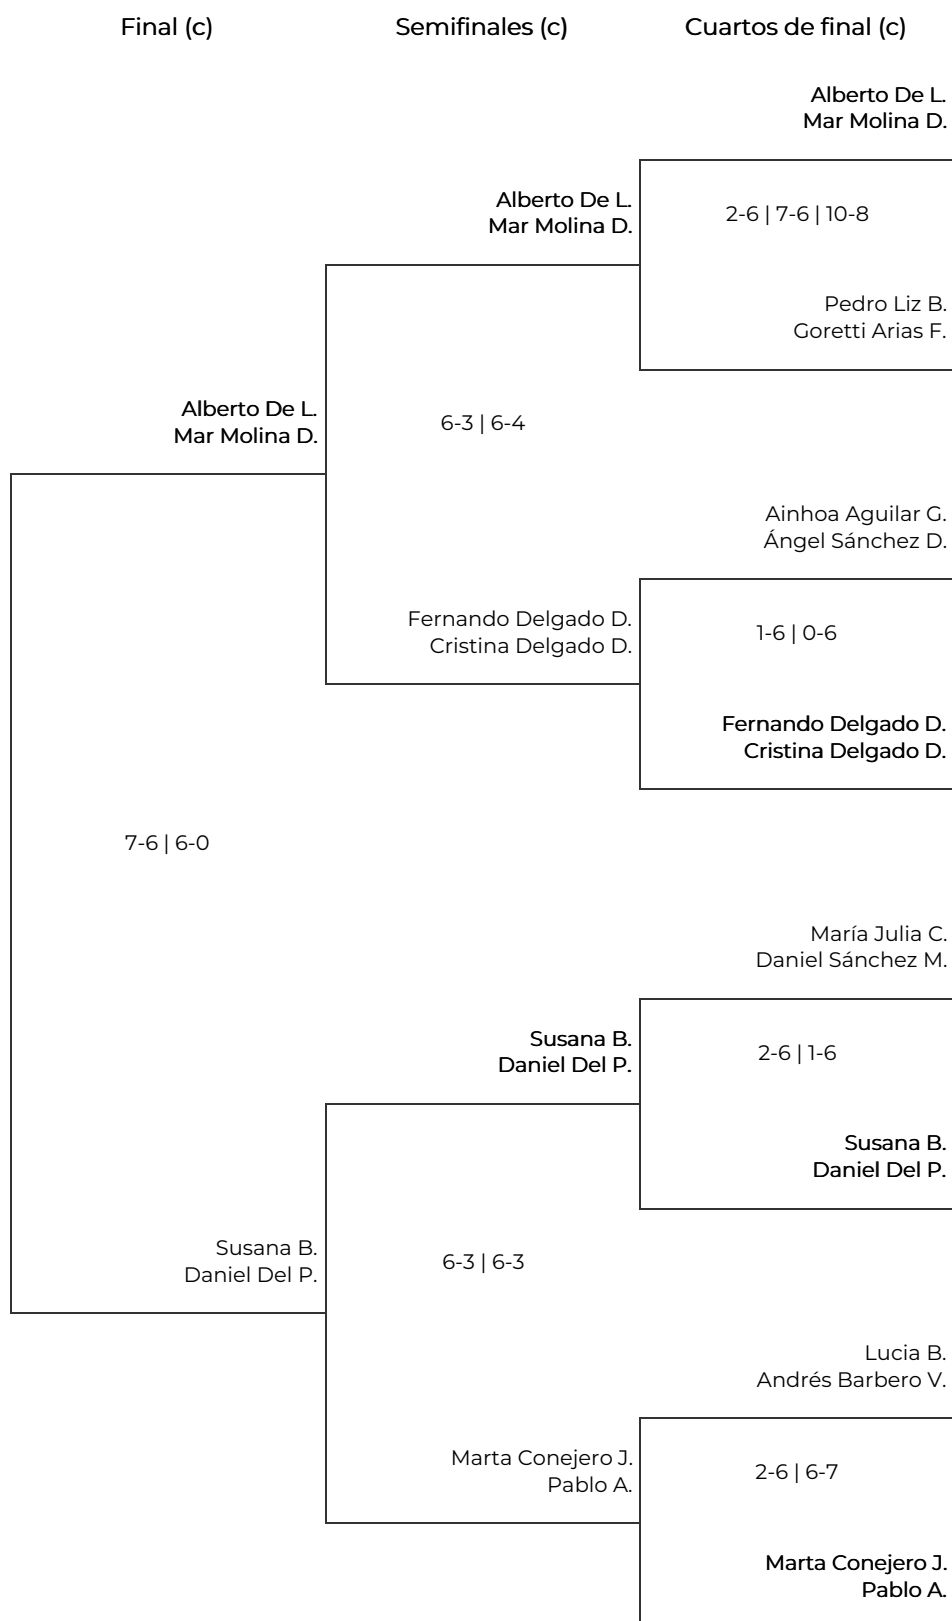 Final (c)
Semifinales (c)
Cuartos de final (c)
Alberto De L.
Mar Molina D.
Alberto De L.
Mar Molina D.
2-6 | 7-6 | 10-8
Pedro Liz B.
Goretti Arias F.
Alberto De L.
Mar Molina D.
6-3 | 6-4
Ainhoa Aguilar G.
Ángel Sánchez D.
Fernando Delgado D.
Cristina Delgado D.
1-6 | 0-6
Fernando Delgado D.
Cristina Delgado D.
7-6 | 6-0
María Julia C.
Daniel Sánchez M.
Susana B.
Daniel Del P.
2-6 | 1-6
Susana B.
Daniel Del P.
Susana B.
Daniel Del P.
6-3 | 6-3
Lucia B.
Andrés Barbero V.
Marta Conejero J.
Pablo A.
2-6 | 6-7
Marta Conejero J.
Pablo A.